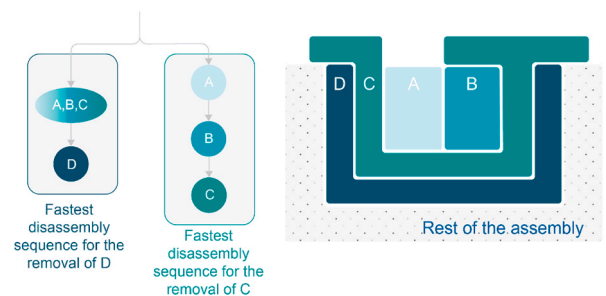 A,B,C
D
Fastest
disassembly
sequence for the
removal of D
A
B
C
Fastest
disassembly
sequence for the
removal of C
D C A B
Rest of the assembly